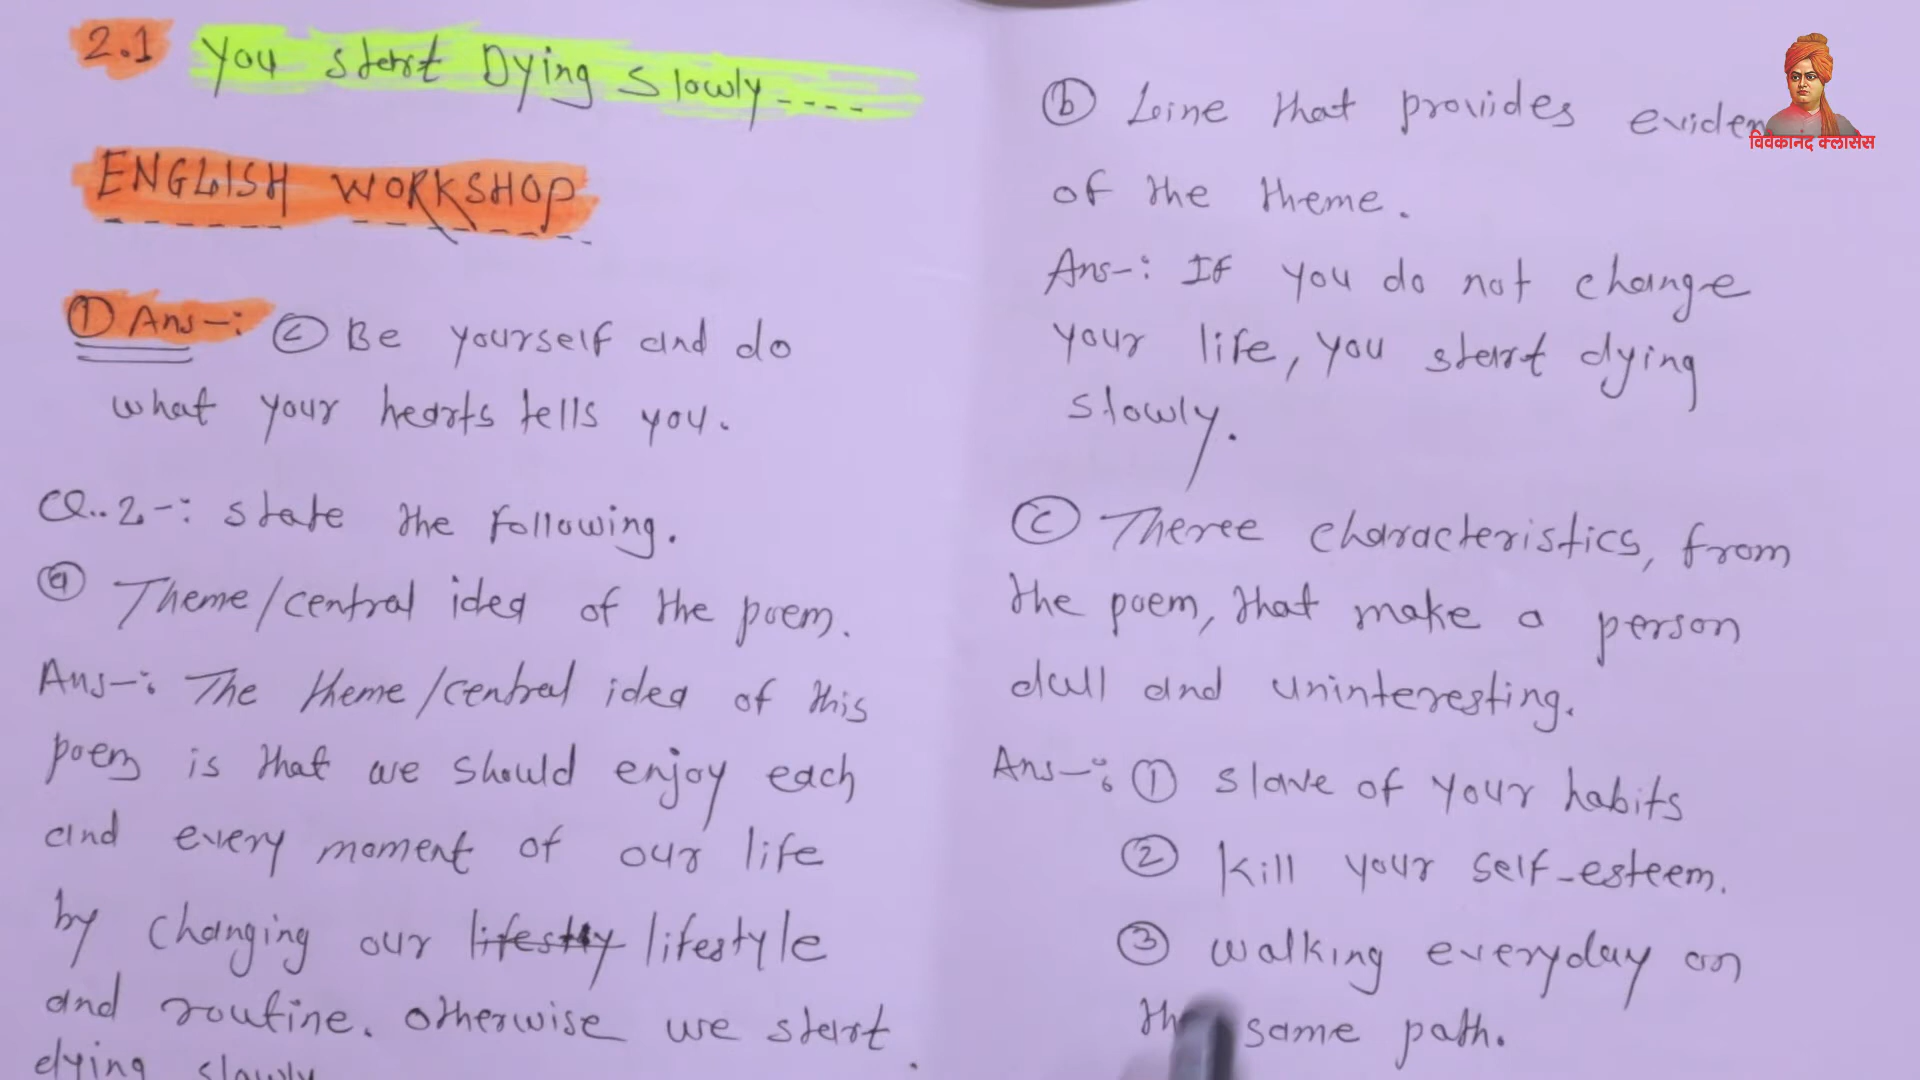 2.1 You start Dying Slowly----
ENGLISH WORKSHOP
① Ans-: ⓒ Be yourself and do
what your hearts tells you.
Q..2-: state the following.
ⓐ Theme/central idea of the poem.
Ans-: The theme/central idea of this
poem is that we should enjoy each
and every moment of our life
by changing our lifestly lifestyle
and routine. otherwise we start
dying slowly
ⓑ Line that provides eviden
of the theme.
Ans-: If you do not change
your life, you start dying
slowly.
ⓒ Theree characteristics, from
the poem, that make a person
dull and uninteresting.
Ans-: ① slave of your habits
② kill your self-esteem.
③ walking everyday on
same path.
विवेकानंद क्लासेस